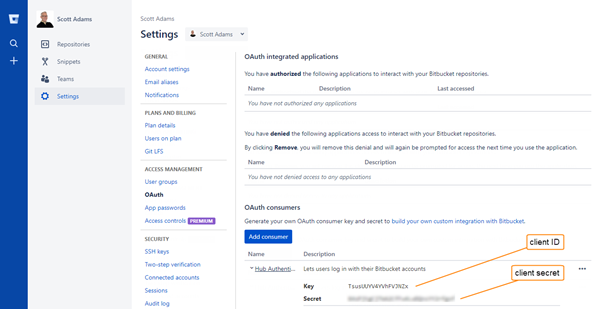 Scott Adams
Repositories
Snippets
Teams
Settings
Scott Adams
Settings
Scott Adams
GENERAL
Account settings
Email aliases
Notifications
PLANS AND BILLING
Plan details
Users on plan
Git LFS
ACCESS MANAGEMENT
User groups
OAuth
App passwords
Access controls PREMIUM
SECURITY
SSH keys
Two-step verification
Connected accounts
Sessions
Audit log
OAuth integrated applications
You have authorized the following applications to interact with your Bitbucket repositories.
Name Description Last accessed
You have not authorized any applications
You have denied the following applications access to interact with your Bitbucket repositories.
By clicking Remove, you will remove this denial and will again be prompted for access the next time you use the application.
Name Description
You have not denied access to any applications
OAuth consumers
Generate your own OAuth consumer key and secret to build your own custom integration with Bitbucket.
Add consumer
Name Description
Hub Authenti... Lets users log in with their Bitbucket accounts
Key TsusUUYV4YVhFV3NZx
Secret
client ID
client secret